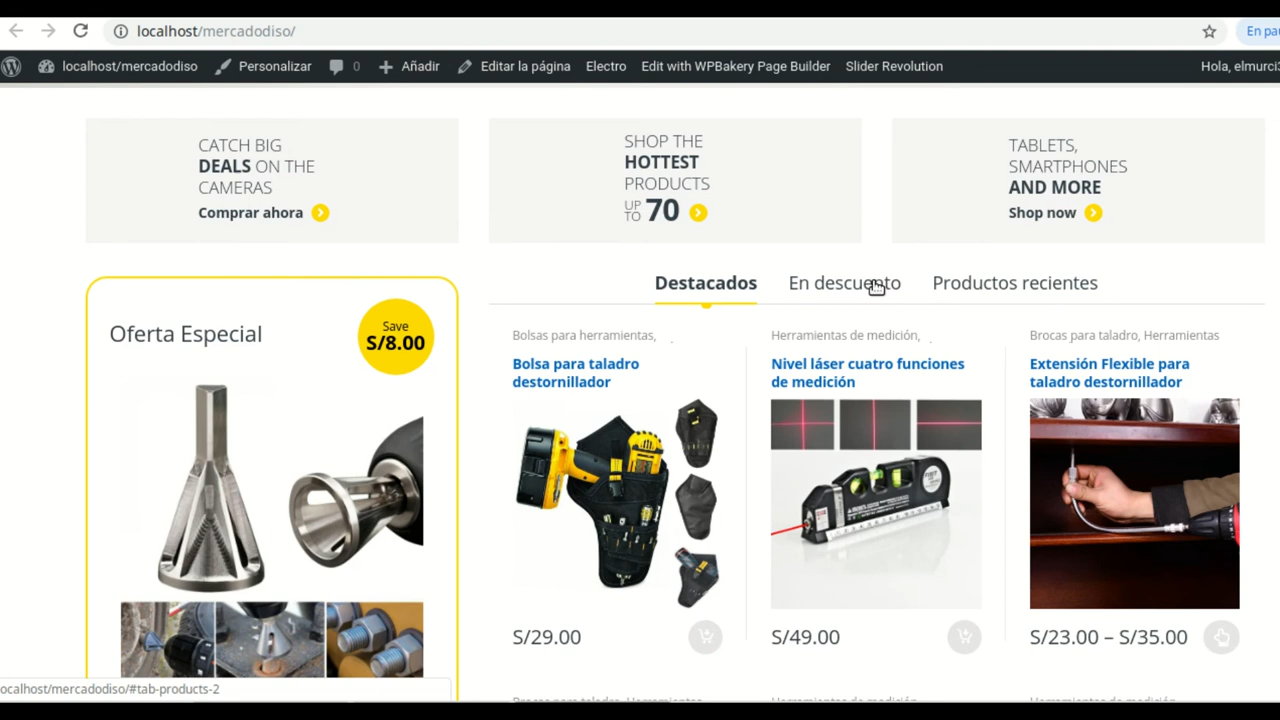 localhost/mercadodiso/
En pau
localhost/mercadodiso
Personalizar
0
Añadir
Editar la página
Electro
Edit with WPBakery Page Builder
Slider Revolution
Hola, elmurci3
CATCH BIG
DEALS ON THE
CAMERAS
Comprar ahora
SHOP THE
HOTTEST
PRODUCTS
UP TO 70
TABLETS,
SMARTPHONES
AND MORE
Shop now
Destacados
En descuento
Productos recientes
Oferta Especial
Save
S/8.00
Bolsas para herramientas,
Bolsa para taladro
destornillador
S/29.00
Herramientas de medición,
Nivel láser cuatro funciones
de medición
S/49.00
Brocas para taladro, Herramientas
Extensión Flexible para
taladro destornillador
S/23.00 – S/35.00
ocalhost/mercadodiso/#tab-products-2